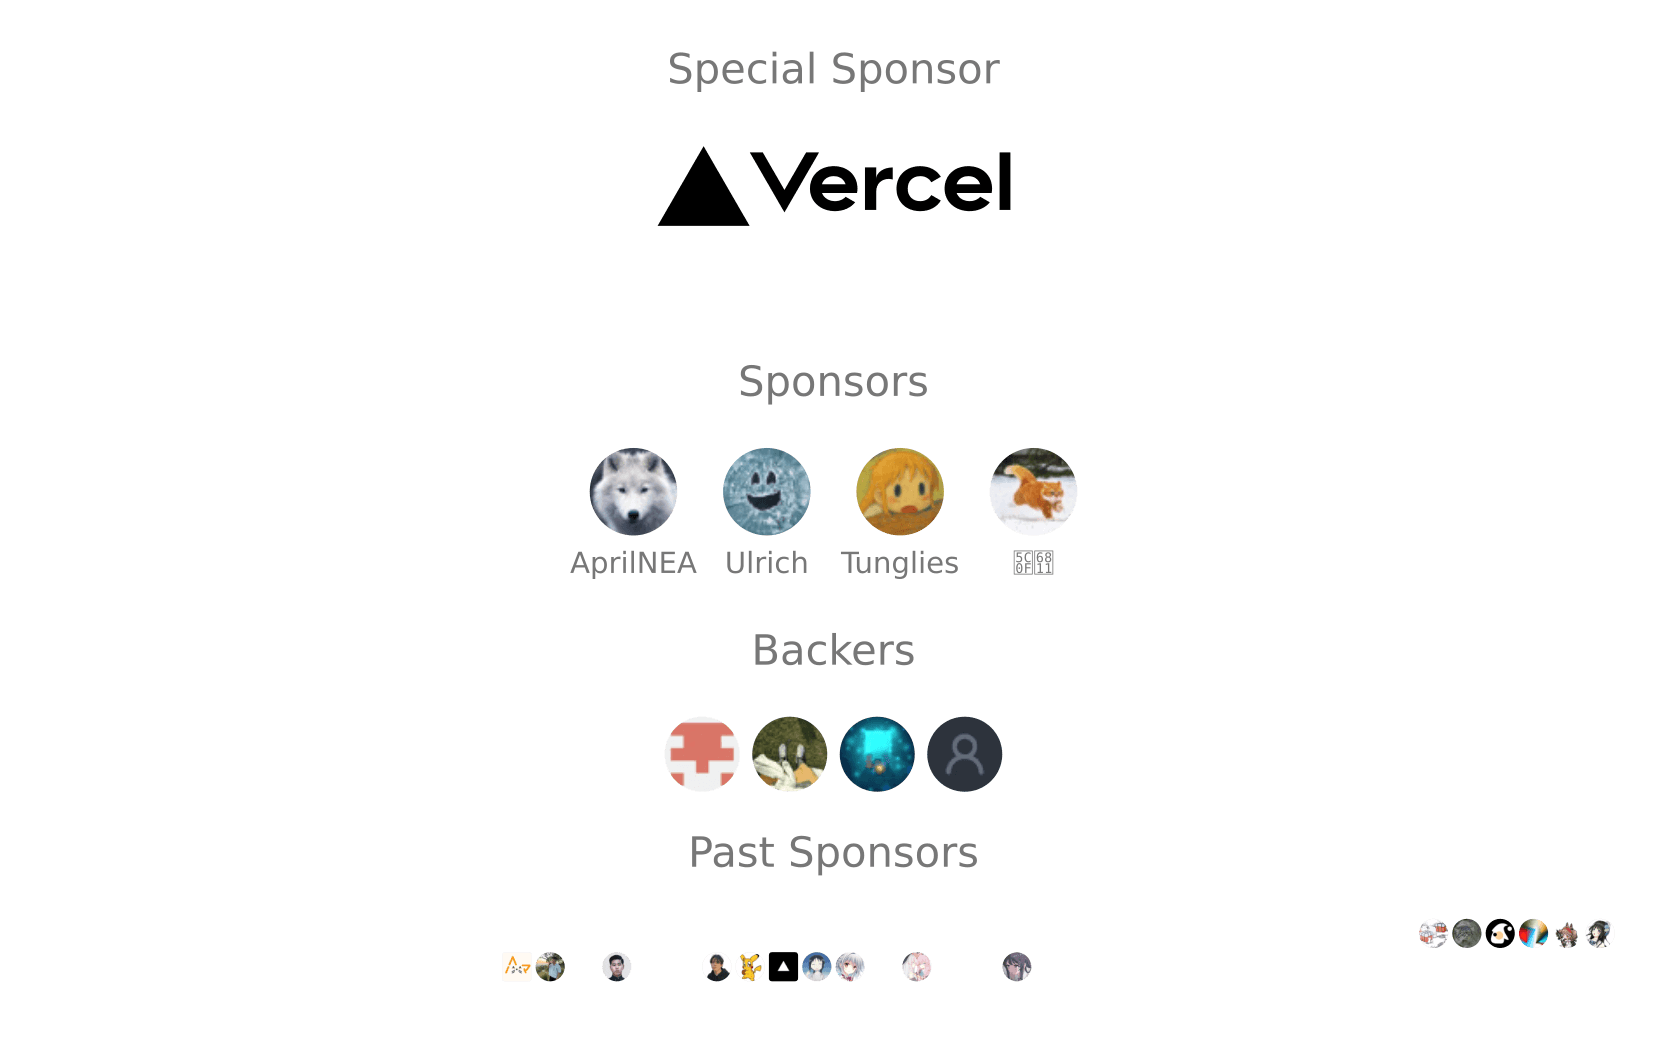 Special Sponsor
Vercel
Sponsors
AprilNEA Ulrich Tunglies
Backers
Past Sponsors